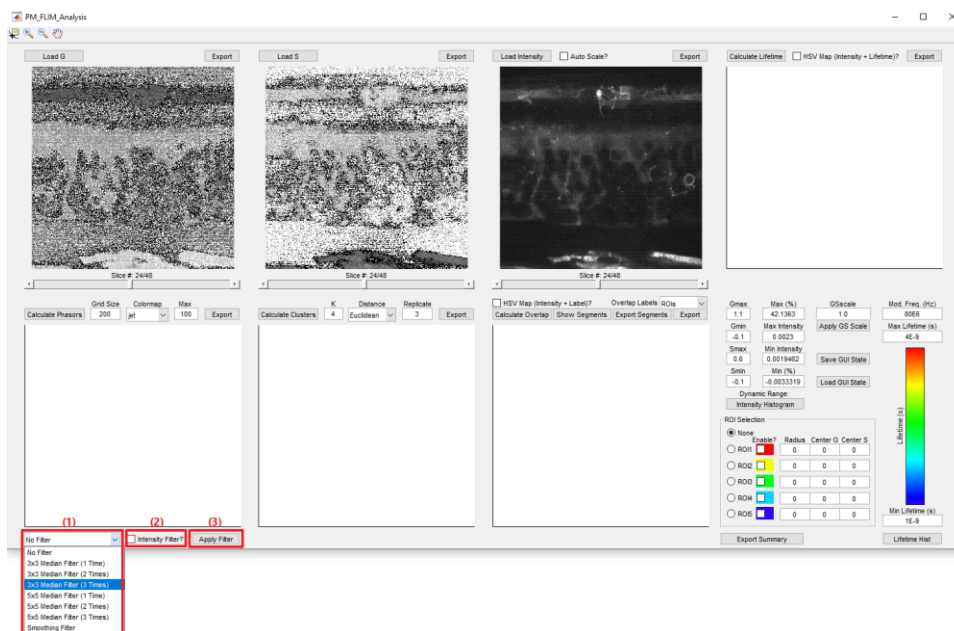 PM_FLIM_Analysis
Load G
Export
Load S
Export
Load Intensity
Auto Scale?
Export
Calculate Lifetime
HSV Map (Intensity + Lifetime)?
Export
Slice #: 24/48
Slice #: 24/48
Slice #: 24/48
Grid Size
Colormap
Max
Calculate Phasors
200
jet
100
Export
K
Distance
Replicate
Calculate Clusters
4
Euclidean
3
Export
HSV Map (Intensity + Label)?
Overlap Labels
ROIs
Calculate Overlap
Show Segments
Export Segments
Export
Gmax
Max (%)
GSscale
Mod. Freq. (Hz)
1.1
42.1363
1.0
80E6
Gmin
Max Intensity
Apply GS Scale
Max Lifetime (s)
-0.1
0.0023
4E-9
Smax
Min Intensity
0.6
0.0019462
Save GUI State
Smin
Min (%)
-0.1
-0.0033319
Load GUI State
Dynamic Range:
Intensity Histogram
Lifetime (s)
ROI Selection
None
Enable?
Radius
Center G
Center S
ROI1
0
0
0
ROI2
0
0
0
ROI3
0
0
0
ROI4
0
0
0
ROI5
0
0
0
Min Lifetime (s)
1E-9
Export Summary
Lifetime Hist
(1)
(2)
(3)
No Filter
Intensity Filter?
Apply Filter
No Filter
3x3 Median Filter (1 Time)
3x3 Median Filter (2 Times)
3x3 Median Filter (3 Times)
5x5 Median Filter (1 Time)
5x5 Median Filter (2 Times)
5x5 Median Filter (3 Times)
Smoothing Filter